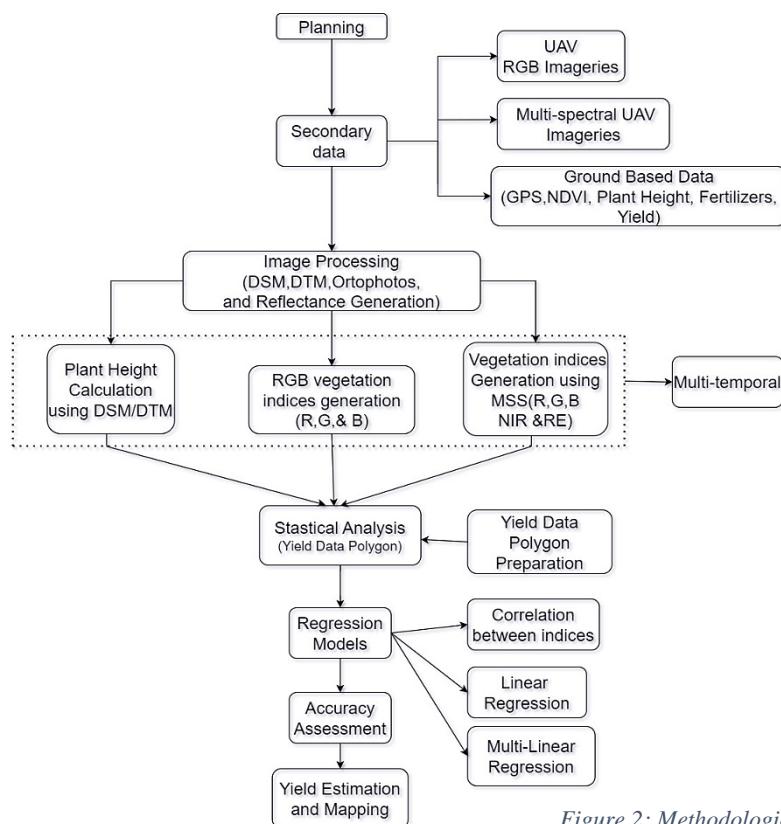 Planning
UAV
RGB Imageries
Secondary
data
Multi-spectral UAV
Imageries
Ground Based Data
(GPS,NDVI, Plant Height, Fertilizers,
Yield)
Image Processing
(DSM,DTM,Ortophotos,
and Reflectance Generation)
Plant Height
Calculation
using DSM/DTM
RGB vegetation
indices generation
(R,G,& B)
Vegetation indices
Generation using
MSS(R,G,B
NIR &RE)
Multi-temporal
Stastical Analysis
(Yield Data Polygon)
Yield Data
Polygon
Preparation
Regression
Models
Correlation
between indices
Linear
Regression
Multi-Linear
Regression
Accuracy
Assessment
Yield Estimation
and Mapping
Figure 2: Methodologi